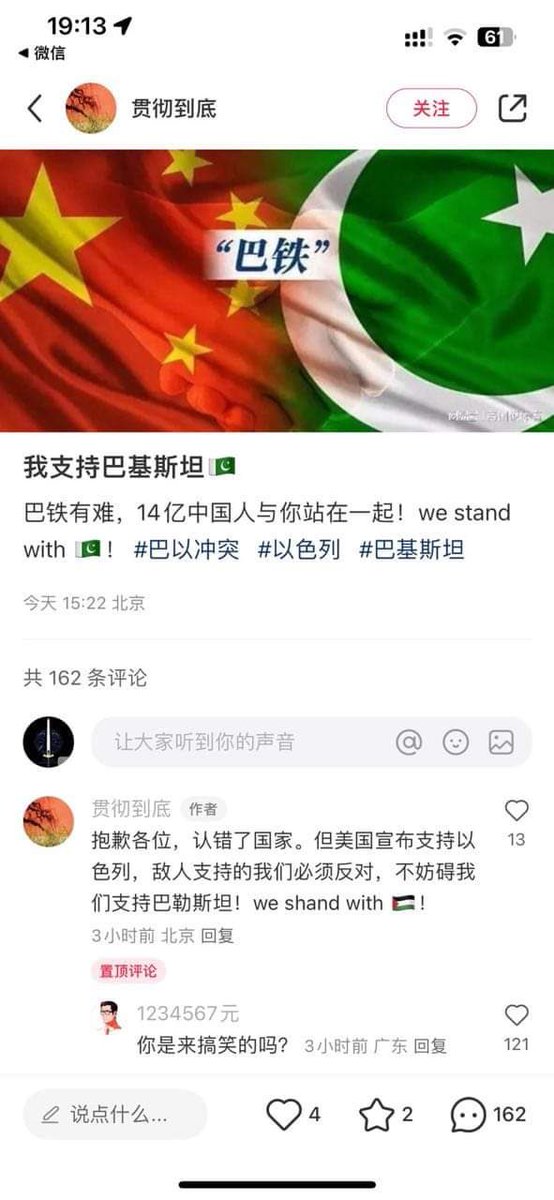 19:13
61
◀ 微信
贯彻到底
关注
“巴铁”
我支持巴基斯坦🇵🇰
巴铁有难，14亿中国人与你站在一起！we stand
with 🇵🇰！ #巴以冲突 #以色列 #巴基斯坦
今天 15:22 北京
共 162 条评论
让大家听到你的声音
贯彻到底 作者
抱歉各位，认错了国家。但美国宣布支持以
色列，敌人支持的我们必须反对，不妨碍我
们支持巴勒斯坦！we shand with 🇵🇸！
13
3小时前 北京 回复
置顶评论
1234567元
你是来搞笑的吗？ 3小时前 广东 回复
121
说点什么...
4
2
162